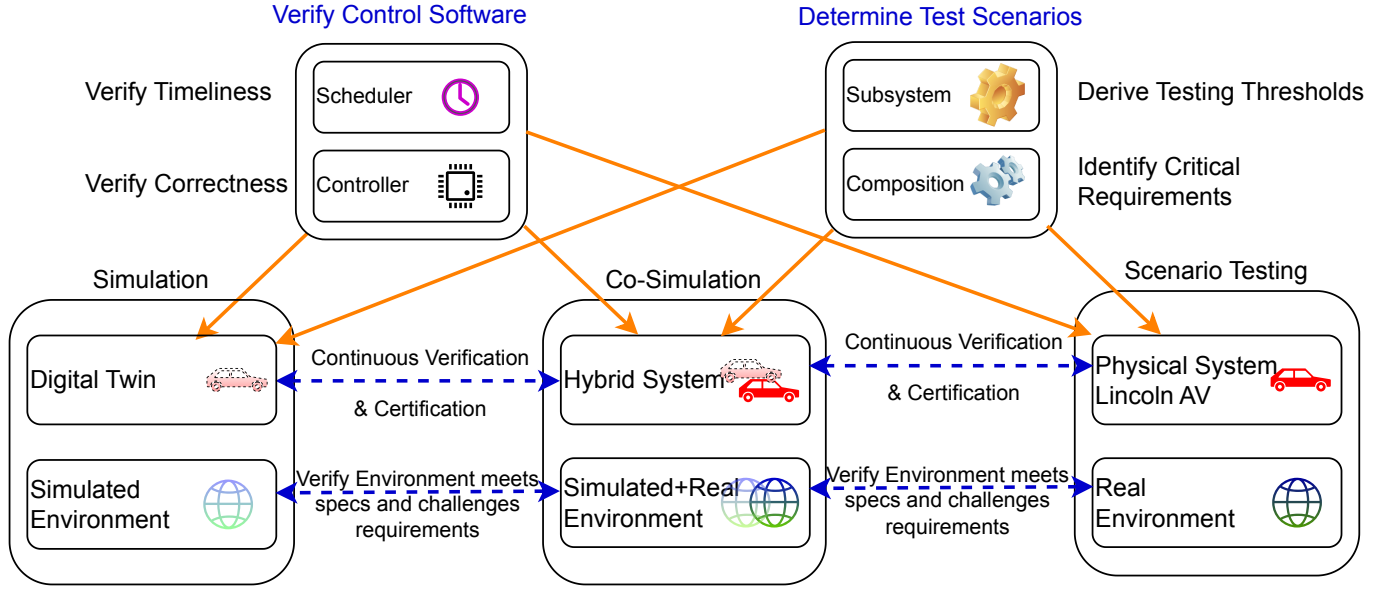 Verify Control Software
Determine Test Scenarios
Verify Timeliness
Scheduler
Subsystem
Derive Testing Thresholds
Verify Correctness
Controller
Composition
Identify Critical
Requirements
Simulation
Co-Simulation
Scenario Testing
Digital Twin
Continuous Verification
& Certification
Hybrid System
Continuous Verification
& Certification
Physical System
Lincoln AV
Simulated
Environment
Verify Environment meets
specs and challenges
requirements
Simulated+Real
Environment
Verify Environment meets
specs and challenges
requirements
Real
Environment